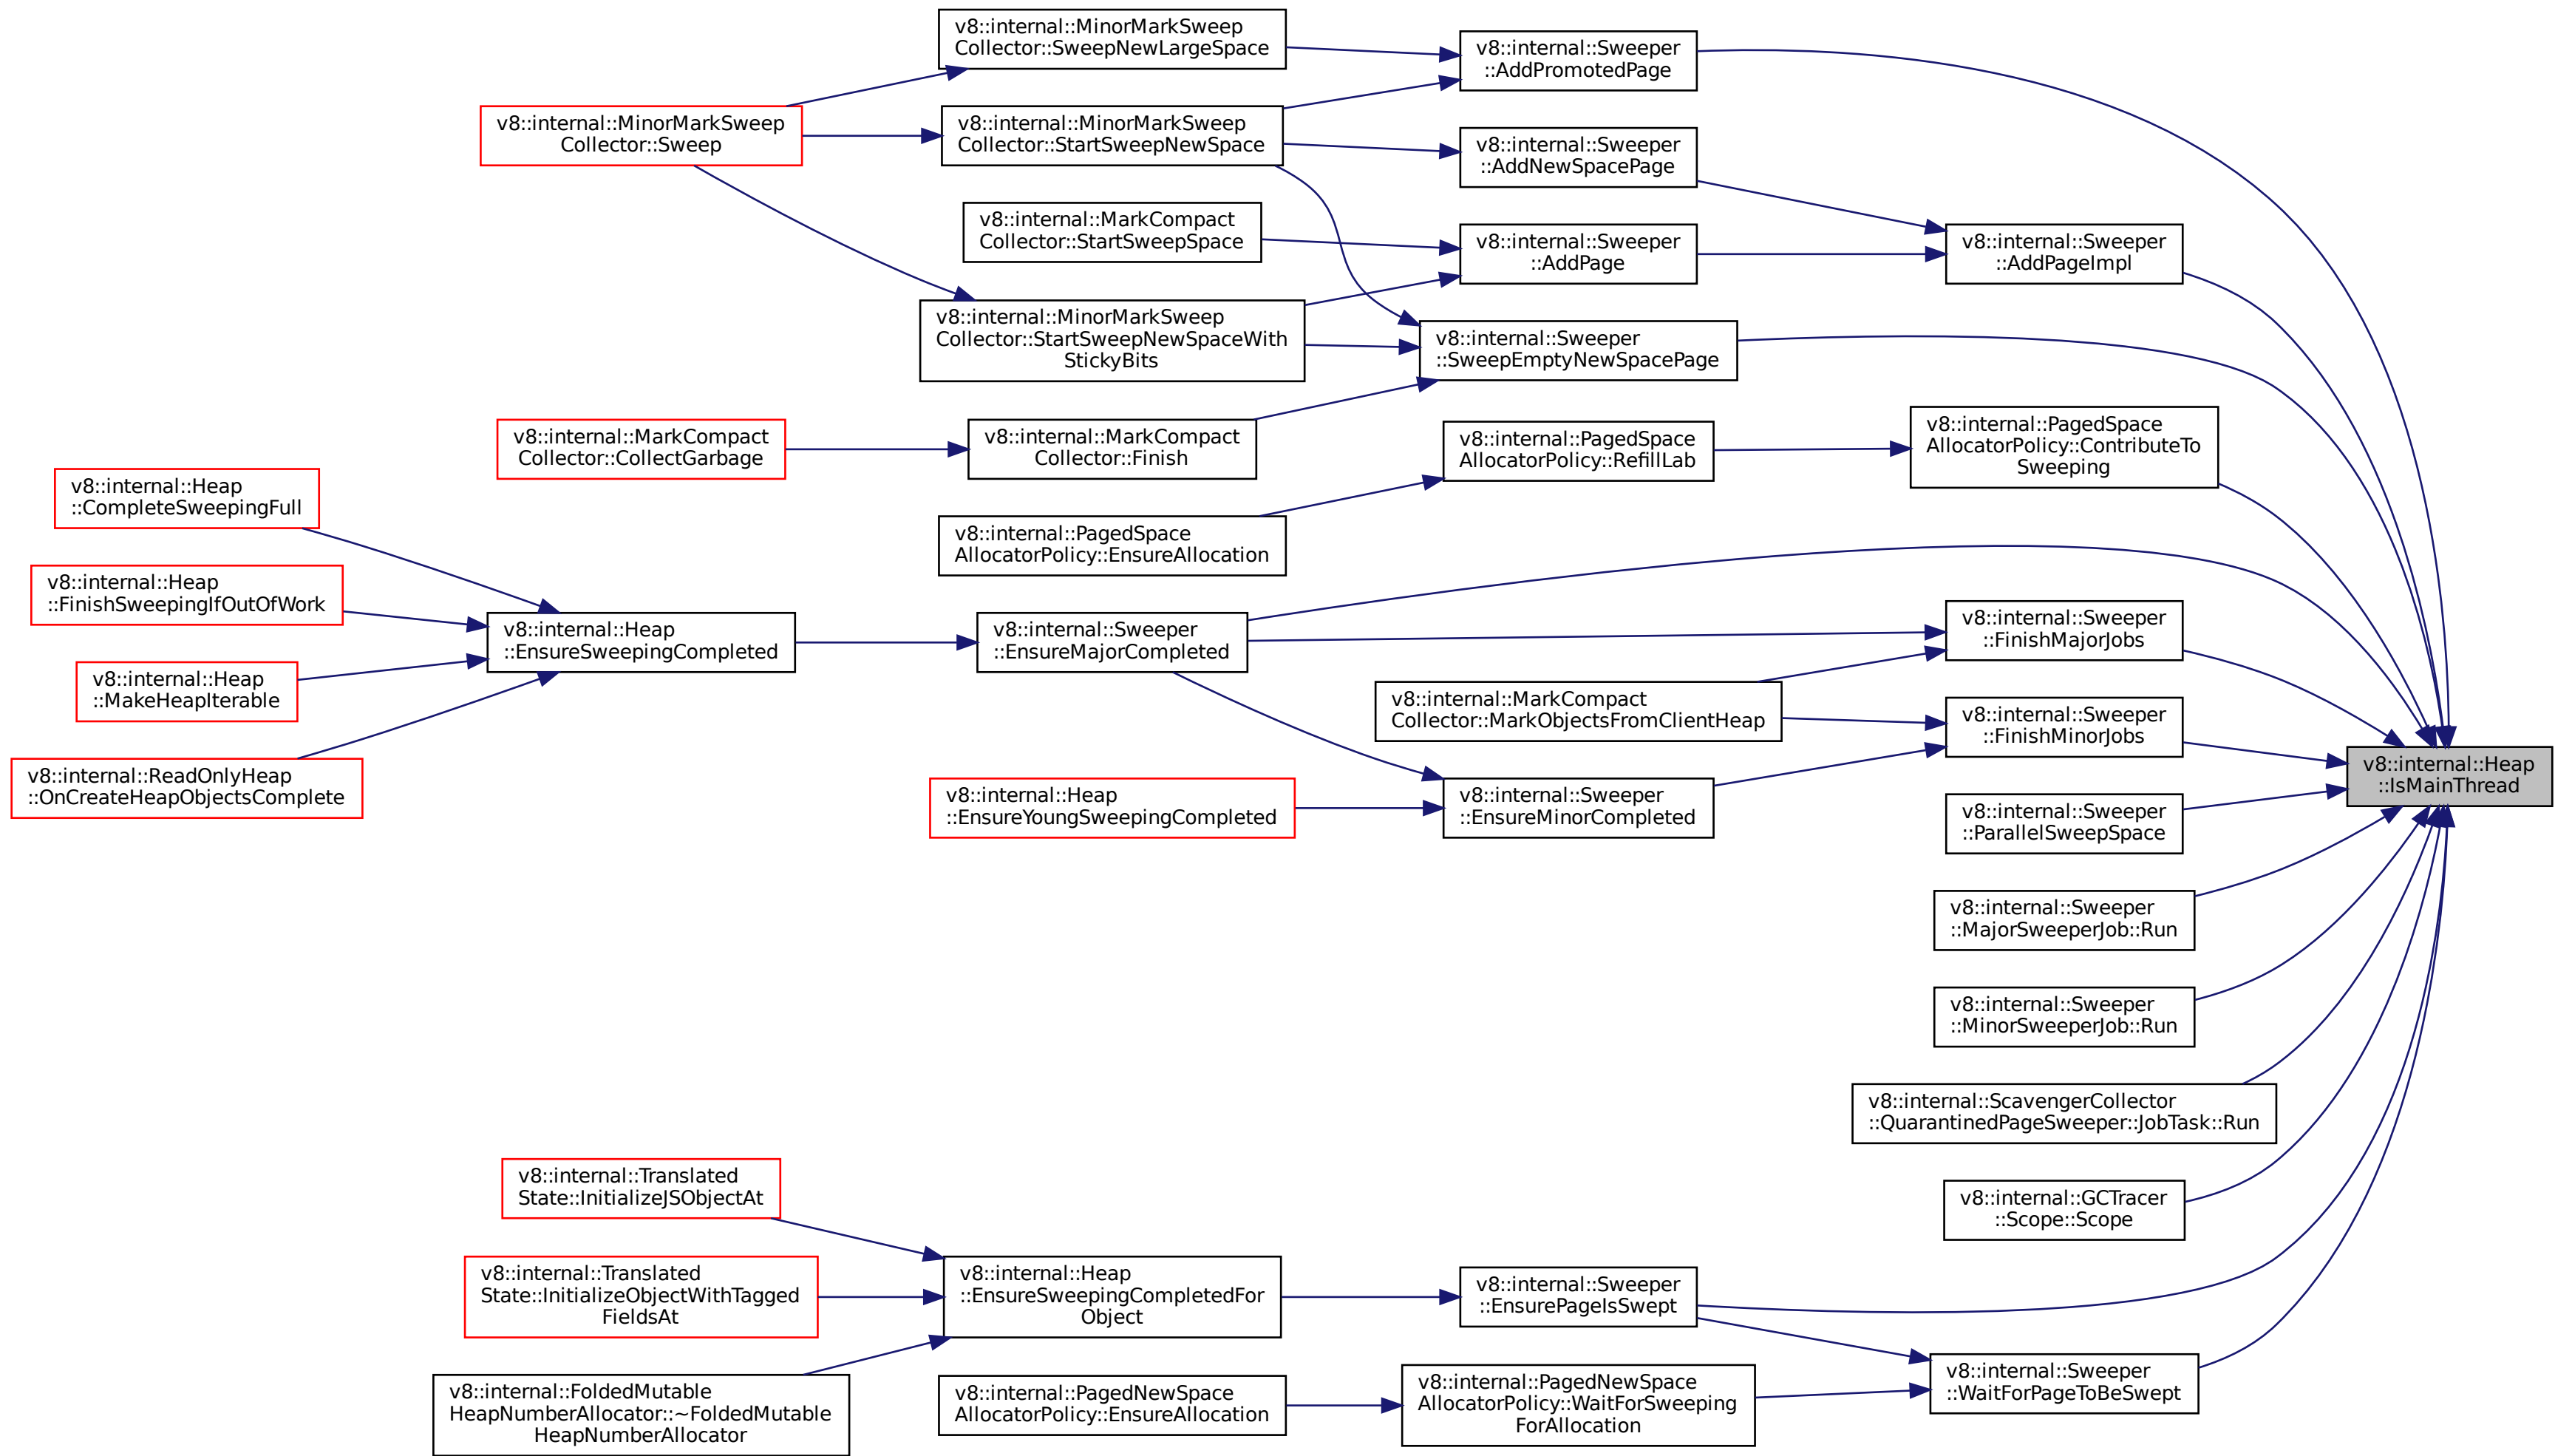 v8::internal::MinorMarkSweep
Collector::SweepNewLargeSpace
v8::internal::Sweeper
::AddPromotedPage
v8::internal::MinorMarkSweep
Collector::Sweep
v8::internal::MinorMarkSweep
Collector::StartSweepNewSpace
v8::internal::Sweeper
::AddNewSpacePage
v8::internal::MarkCompact
Collector::StartSweepSpace
v8::internal::Sweeper
::AddPage
v8::internal::Sweeper
::AddPageImpl
v8::internal::MinorMarkSweep
Collector::StartSweepNewSpaceWith
StickyBits
v8::internal::Sweeper
::SweepEmptyNewSpacePage
v8::internal::MarkCompact
Collector::CollectGarbage
v8::internal::MarkCompact
Collector::Finish
v8::internal::PagedSpace
AllocatorPolicy::RefillLab
v8::internal::PagedSpace
AllocatorPolicy::ContributeTo
Sweeping
v8::internal::Heap
::CompleteSweepingFull
v8::internal::PagedSpace
AllocatorPolicy::EnsureAllocation
v8::internal::Heap
::FinishSweepingIfOutOfWork
v8::internal::Heap
::EnsureSweepingCompleted
v8::internal::Sweeper
::EnsureMajorCompleted
v8::internal::Sweeper
::FinishMajorJobs
v8::internal::Heap
::MakeHeapIterable
v8::internal::MarkCompact
Collector::MarkObjectsFromClientHeap
v8::internal::Sweeper
::FinishMinorJobs
v8::internal::Heap
::IsMainThread
v8::internal::ReadOnlyHeap
::OnCreateHeapObjectsComplete
v8::internal::Heap
::EnsureYoungSweepingCompleted
v8::internal::Sweeper
::EnsureMinorCompleted
v8::internal::Sweeper
::ParallelSweepSpace
v8::internal::Sweeper
::MajorSweeperJob::Run
v8::internal::Sweeper
::MinorSweeperJob::Run
v8::internal::ScavengerCollector
::QuarantinedPageSweeper::JobTask::Run
v8::internal::Translated
State::InitializeJSObjectAt
v8::internal::GCTracer
::Scope::Scope
v8::internal::Translated
State::InitializeObjectWithTagged
FieldsAt
v8::internal::Heap
::EnsureSweepingCompletedFor
Object
v8::internal::Sweeper
::EnsurePageIsSwept
v8::internal::FoldedMutable
HeapNumberAllocator::~FoldedMutable
HeapNumberAllocator
v8::internal::PagedNewSpace
AllocatorPolicy::EnsureAllocation
v8::internal::PagedNewSpace
AllocatorPolicy::WaitForSweeping
ForAllocation
v8::internal::Sweeper
::WaitForPageToBeSwept